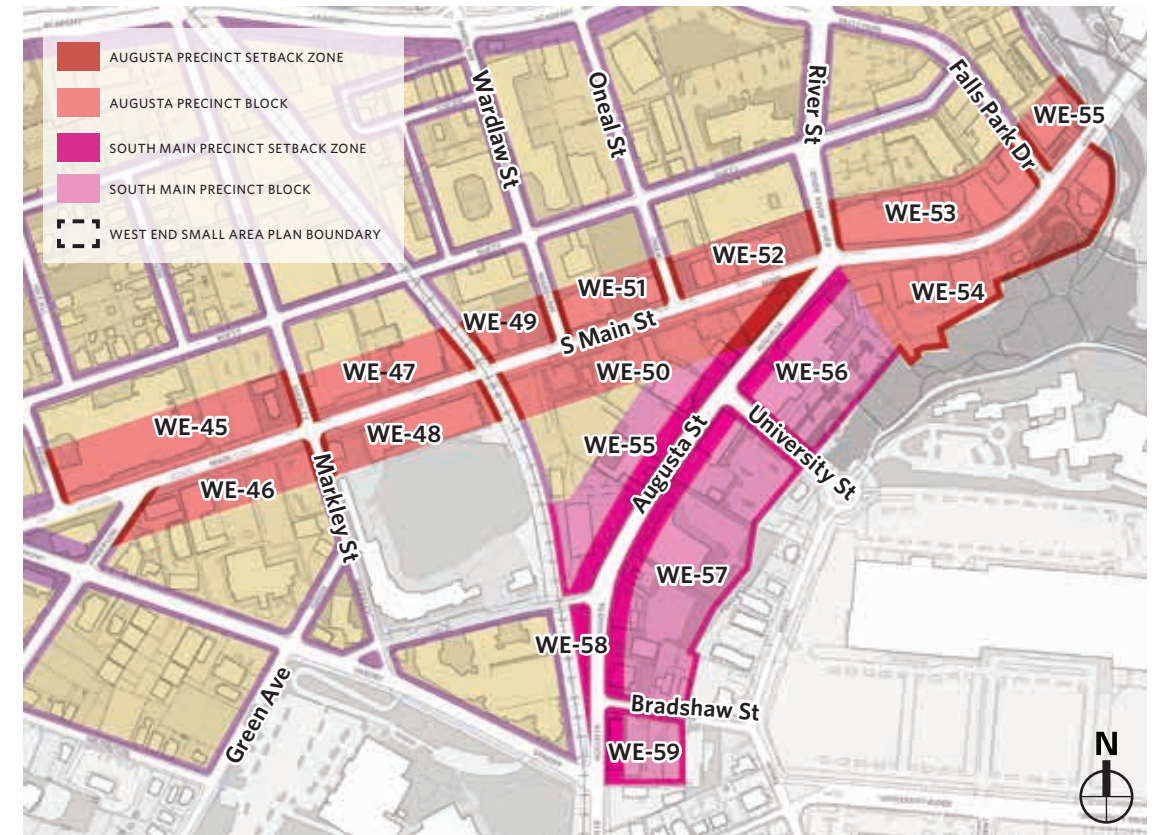 AUGUSTA PRECINCT SETBACK ZONE
AUGUSTA PRECINCT BLOCK
SOUTH MAIN PRECINCT SETBACK ZONE
SOUTH MAIN PRECINCT BLOCK
WEST END SMALL AREA PLAN BOUNDARY
Wardlaw St
Oneal St
River St
Falls Park Dr
WE-55
WE-53
WE-52
WE-54
WE-51
WE-49
S Main St
WE-47
WE-50
WE-56
WE-45
WE-48
WE-55
Augusta St
University St
WE-46
Markley St
WE-57
WE-58
Green Ave
Bradshaw St
WE-59
N